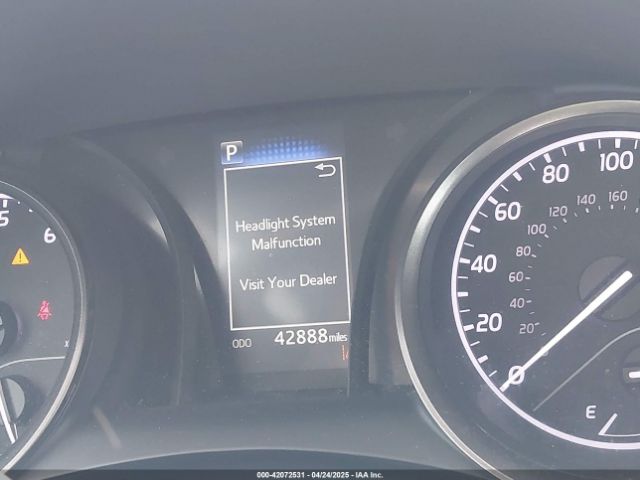 P
Headlight System
Malfunction
Visit Your Dealer
ODO 42888 miles
5
6
x
0
20
40
60
80
100
20
40
60
80
100
120
140
160
E
000-42072531 - 04/24/2025 - IAA Inc.